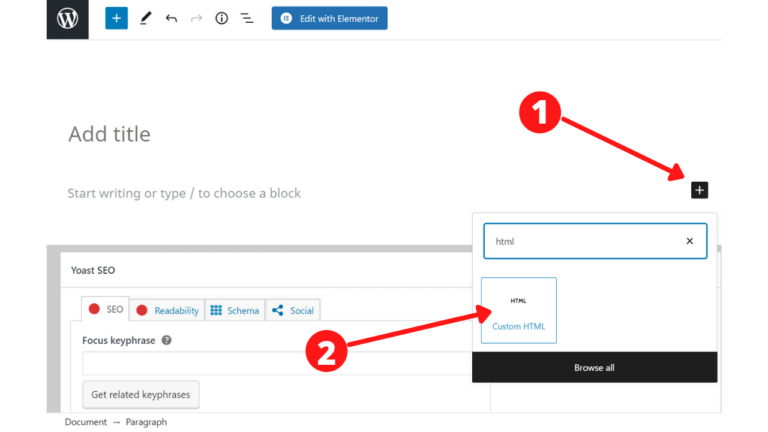 Edit with Elementor
1
Add title
Start writing or type / to choose a block
html
Yoast SEO
HTML
Custom HTML
SEO
Readability
Schema
Social
2
Focus keyphrase
Browse all
Get related keyphrases
Document → Paragraph